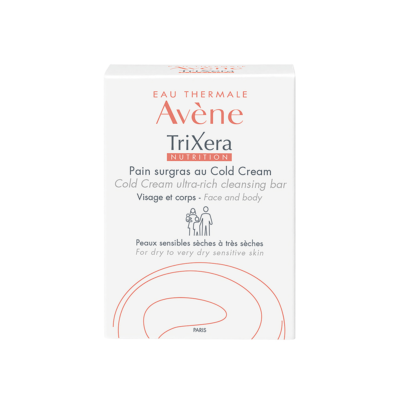 EAU THERMALE
Avène
TriXera
NUTRITION
Pain surgras au Cold Cream
Cold Cream ultra-rich cleansing bar
Visage et corps - Face and body
Peaux sensibles sèches à très sèches
For dry to very dry sensitive skin
PARIS